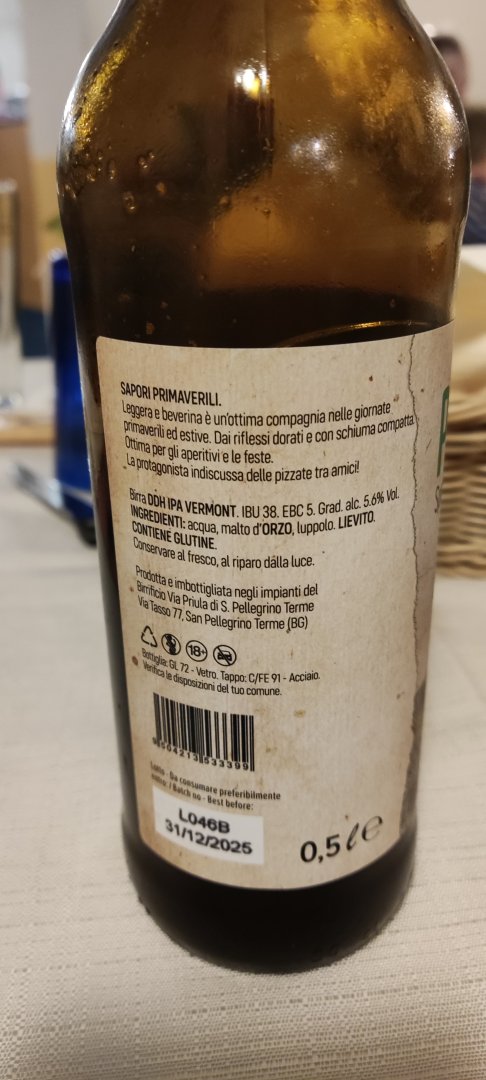 SAPORI PRIMAVERILI.
Leggera e beverina è un'ottima compagnia nelle giornate
primaverili ed estive. Dai riflessi dorati e con schiuma compatta.
Ottima per gli aperitivi e le feste.
La protagonista indiscussa delle pizzate tra amici!
Birra DDH IPA VERMONT. IBU 38. EBC 5. Grad. alc. 5.6% Vol.
INGREDIENTI: acqua, malto d'ORZO, luppolo. LIEVITO.
CONTIENE GLUTINE.
Conservare al fresco, al riparo dalla luce.
Prodotta e imbottigliata negli impianti del
Birrificio Via Priula di S. Pellegrino Terme
Via Tasso 77, San Pellegrino Terme (BG)
18+
Bottiglia: GL 72 - Vetro. Tappo: C/FE 91 - Acciaio.
Verifica le disposizioni del tuo comune.
Lotto - Da consumare preferibilmente
entro: / Batch no - Best before:
L046B
31/12/2025
0,5 ℓ e